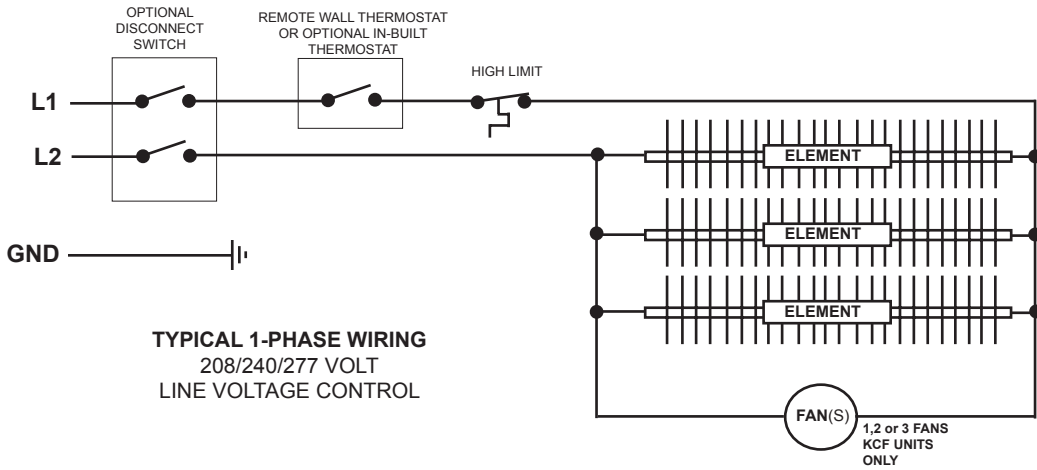 OPTIONAL
DISCONNECT
SWITCH
REMOTE WALL THERMOSTAT
OR OPTIONAL IN-BUILT
THERMOSTAT
HIGH LIMIT
L1
L2
ELEMENT
ELEMENT
GND
ELEMENT
TYPICAL 1-PHASE WIRING
208/240/277 VOLT
LINE VOLTAGE CONTROL
FAN(S)
1,2 or 3 FANS
KCF UNITS
ONLY